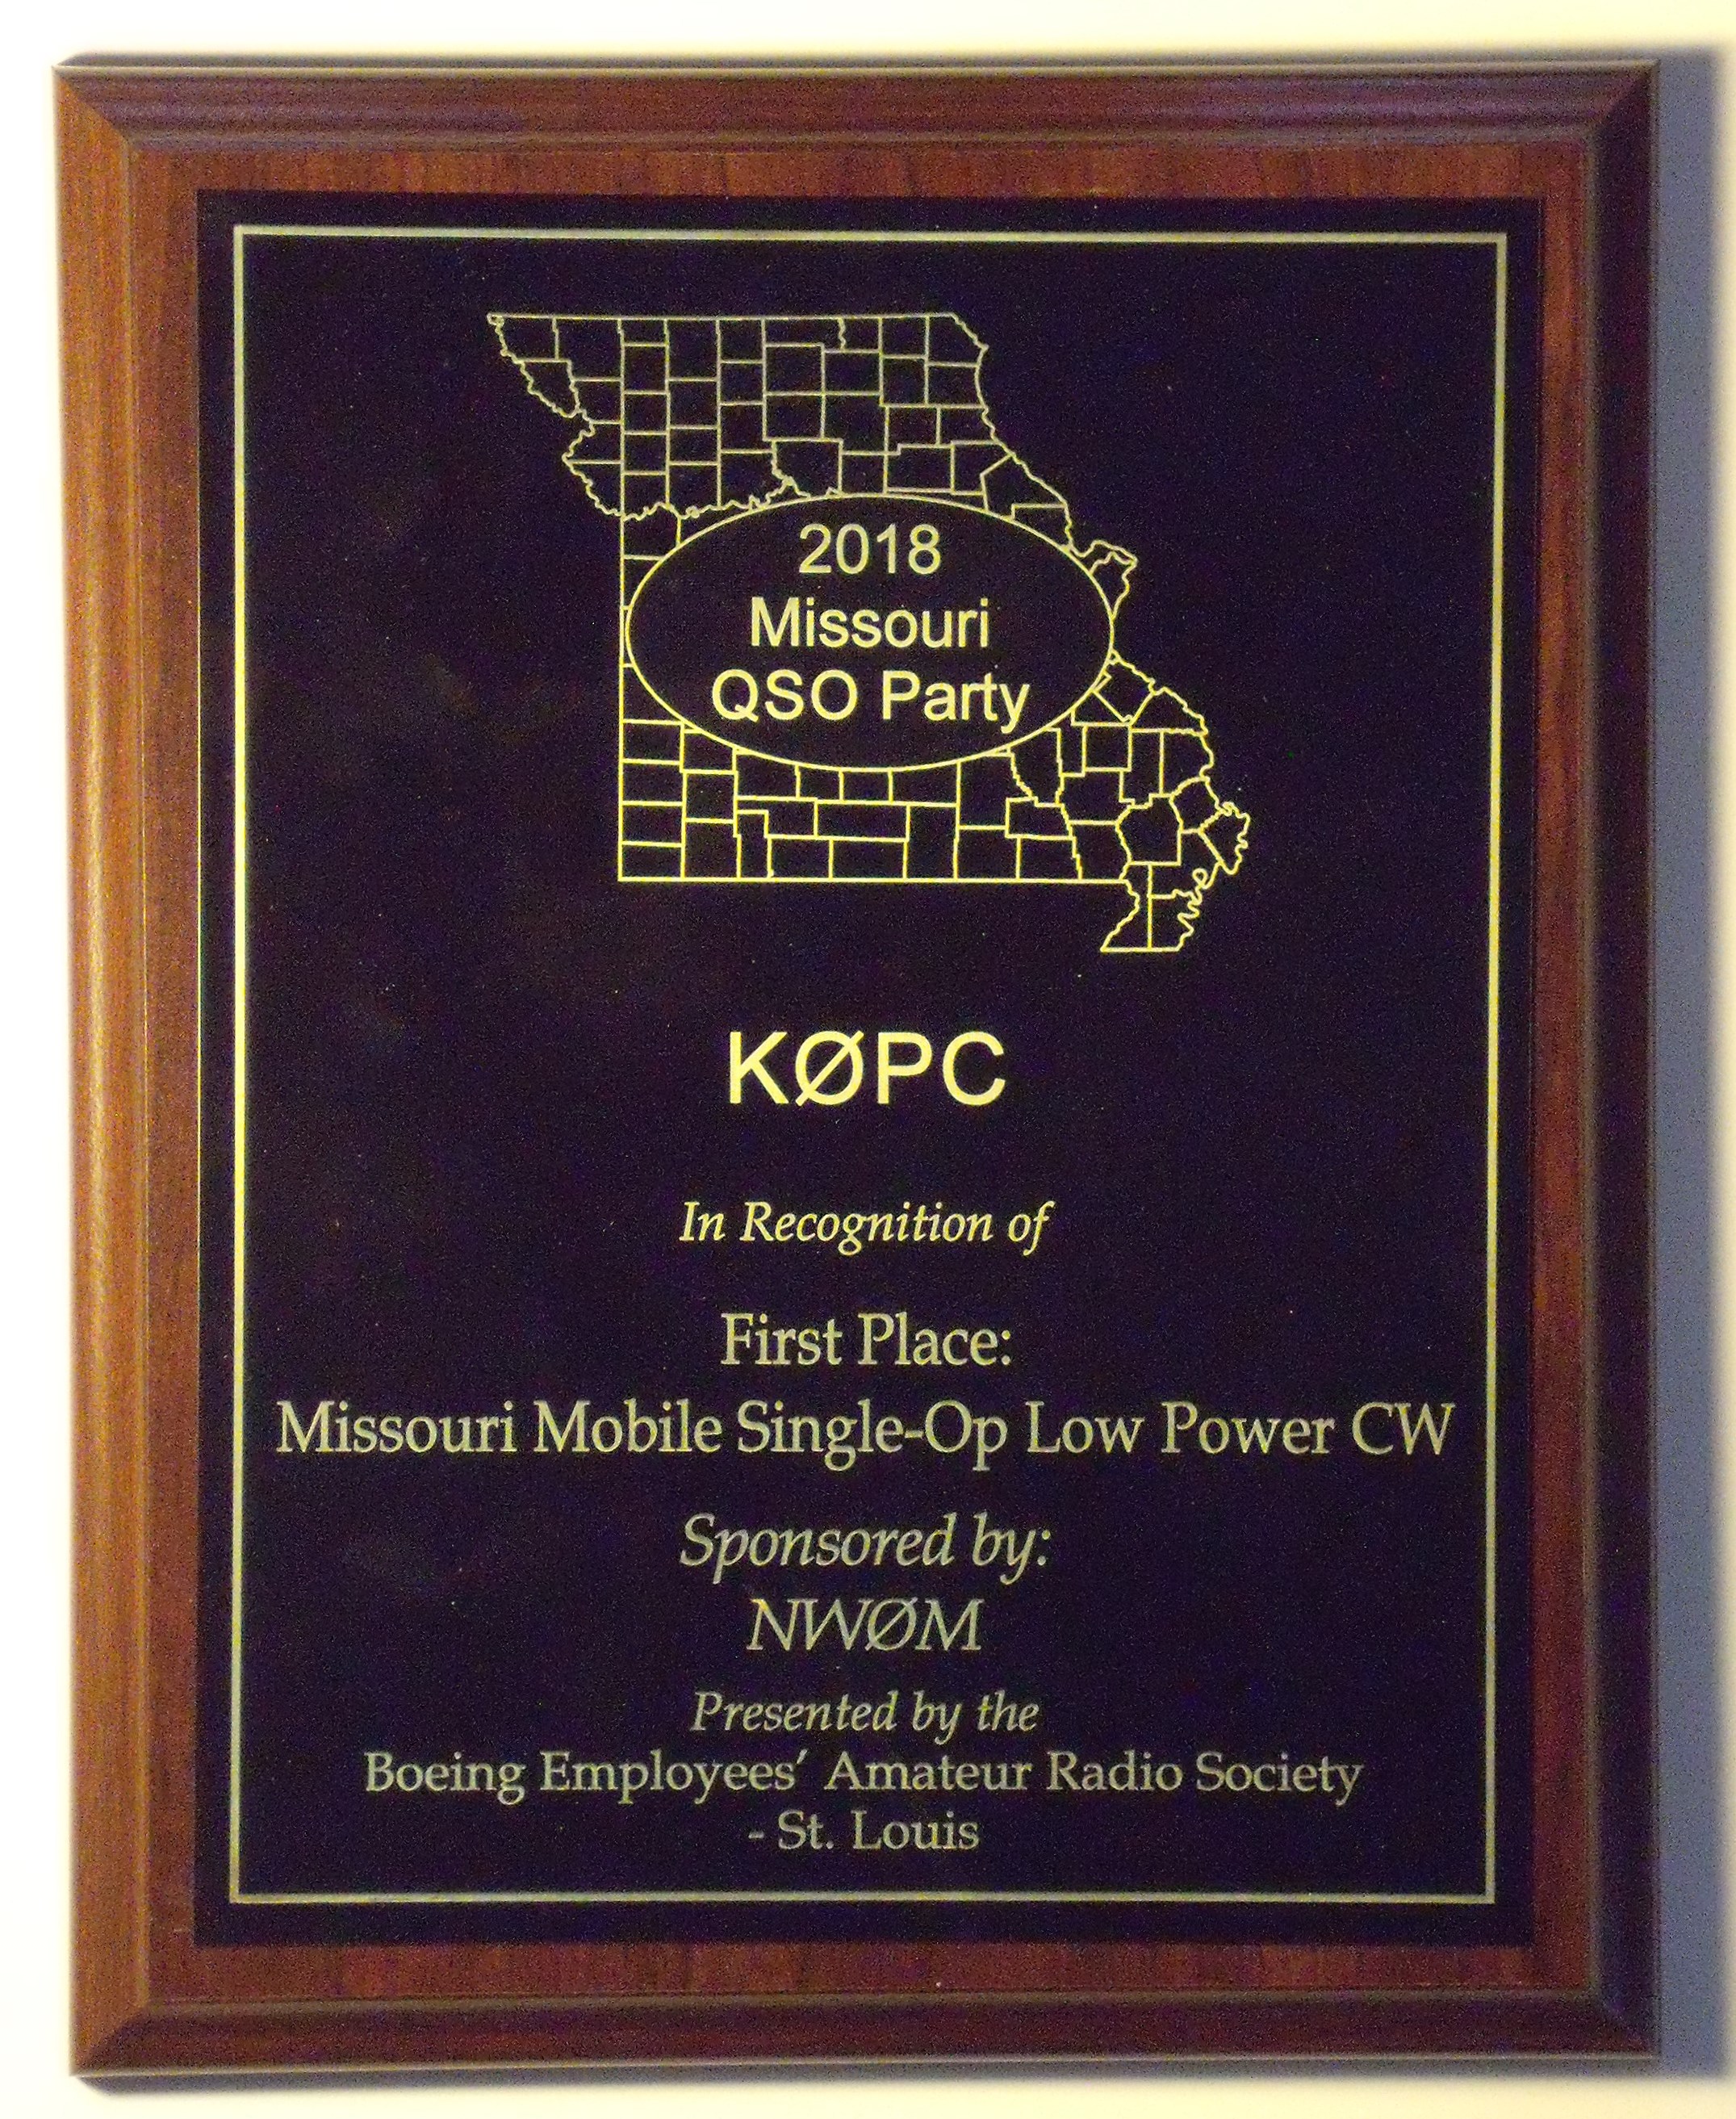 2018
Missouri
QSO Party
KØPC
In Recognition of
First Place:
Missouri Mobile Single-Op Low Power CW
Sponsored by:
NWØM
Presented by the
Boeing Employees’ Amateur Radio Society
- St. Louis